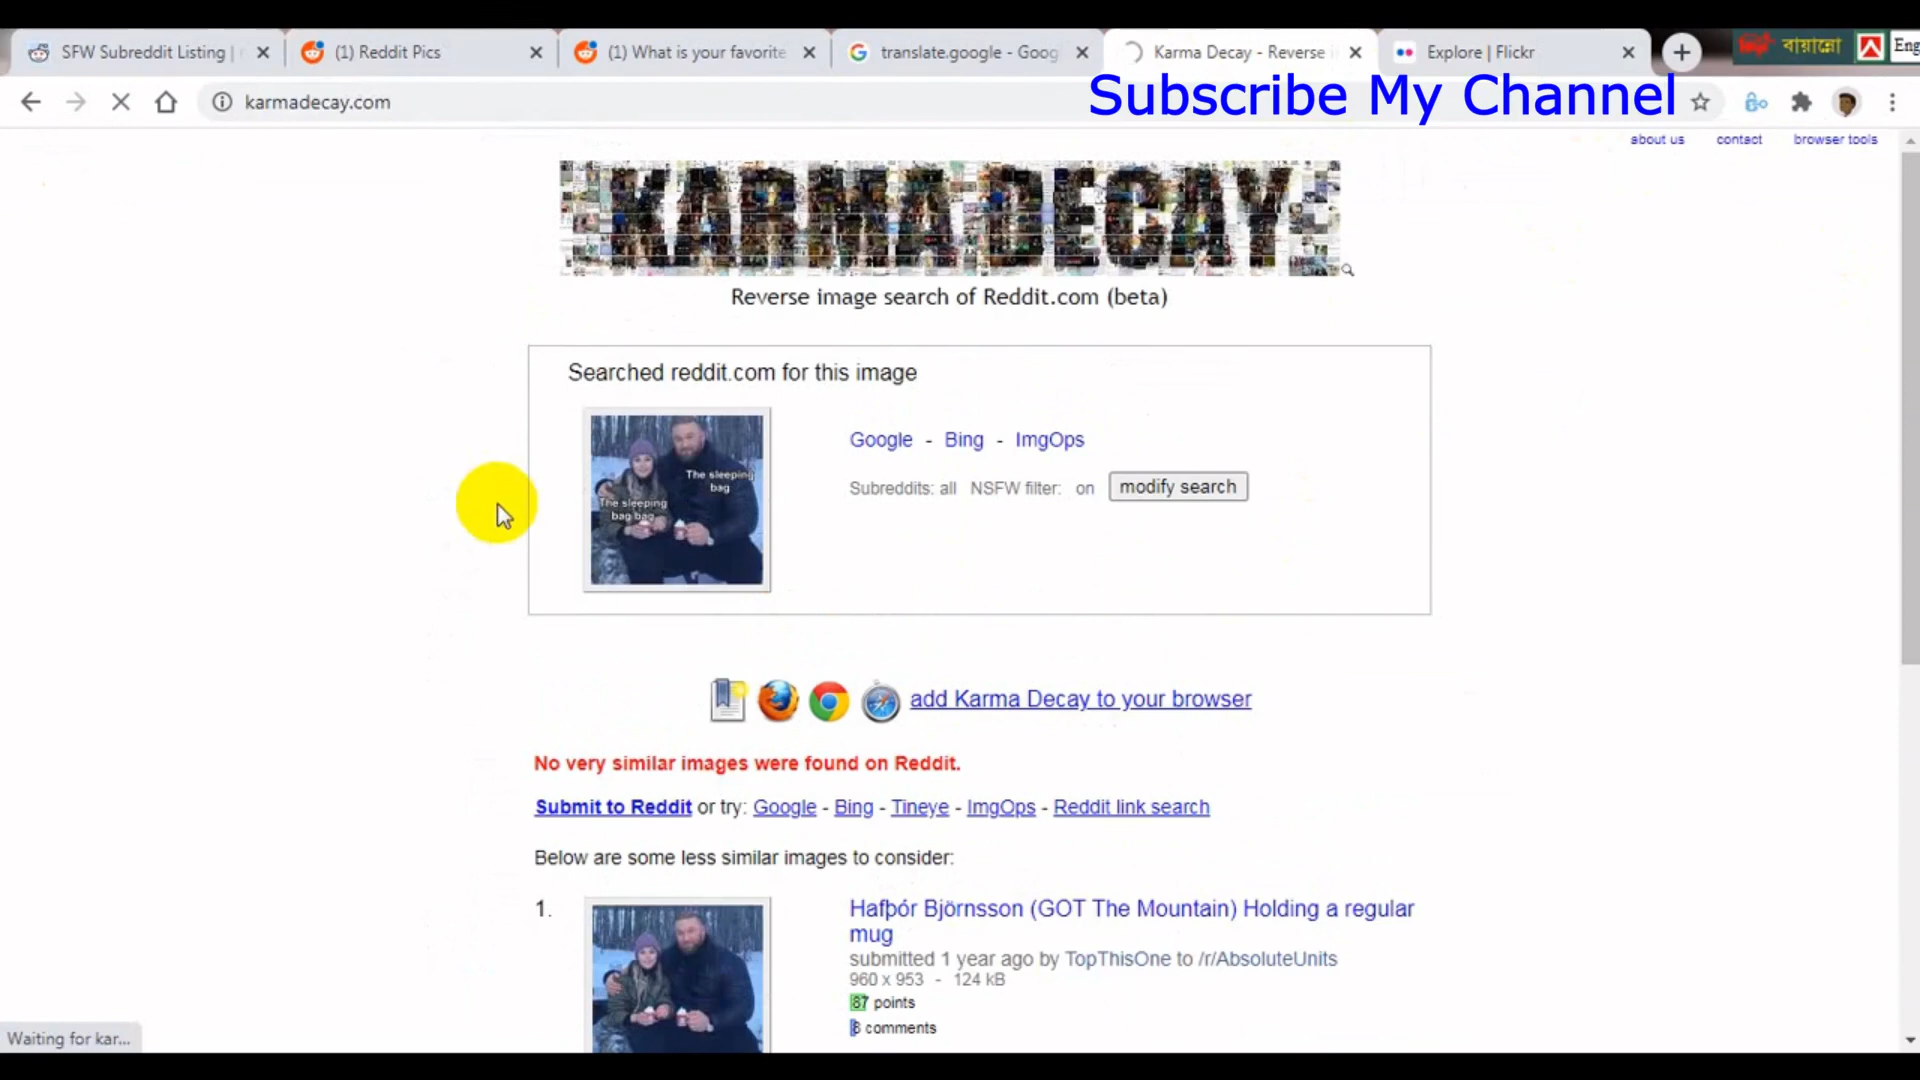 SFW Subreddit Listing |
(1) Reddit Pics
(1) What is your favorite
translate.google - Goog
Karma Decay - Reverse i
Explore | Flickr
বায়ান্নো
Eng
karmadecay.com
Subscribe My Channel
about us contact browser tools
KARMA DECAY
Reverse image search of Reddit.com (beta)
Searched reddit.com for this image
The sleeping
bag
The sleeping
bag bag
Google - Bing - ImgOps
Subreddits: all NSFW filter: on modify search
add Karma Decay to your browser
No very similar images were found on Reddit.
Submit to Reddit or try: Google - Bing - Tineye - ImgOps - Reddit link search
Below are some less similar images to consider:
1.
Hafþór Björnsson (GOT The Mountain) Holding a regular
mug
submitted 1 year ago by TopThisOne to /r/AbsoluteUnits
960 x 953 - 124 kB
87 points
8 comments
Waiting for kar...